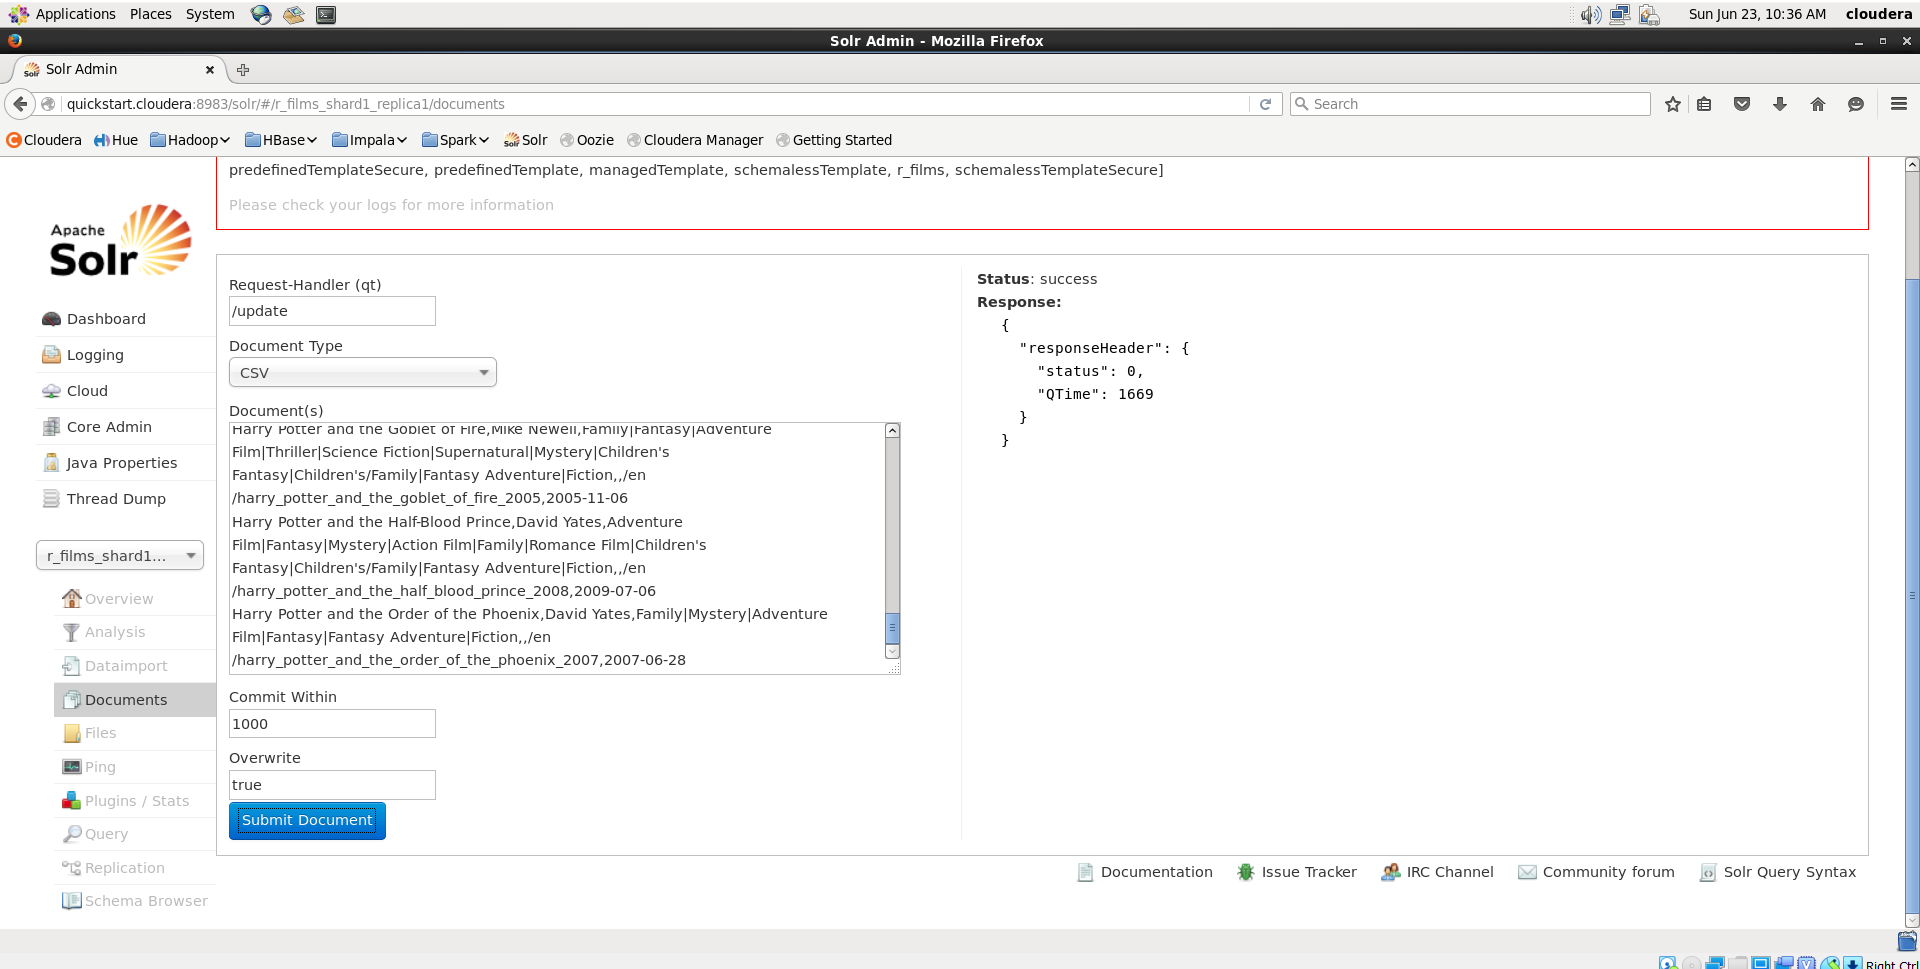 Applications Places System
Sun Jun 23, 10:36 AM cloudera
Solr Admin - Mozilla Firefox
Solr Admin
quickstart.cloudera:8983/solr/#/r_films_shard1_replica1/documents
Search
Cloudera Hue Hadoop HBase Impala Spark Solr Oozie Cloudera Manager Getting Started
predefinedTemplateSecure, predefinedTemplate, managedTemplate, schemalessTemplate, r_films, schemalessTemplateSecure]
Please check your logs for more information
Apache
Solr
Dashboard
Logging
Cloud
Core Admin
Java Properties
Thread Dump
r_films_shard1...
Overview
Analysis
Dataimport
Documents
Files
Ping
Plugins / Stats
Query
Replication
Schema Browser
Request-Handler (qt)
/update
Document Type
CSV
Document(s)
Harry Potter and the Goblet of Fire,Mike Newell,Family|Fantasy|Adventure
Film|Thriller|Science Fiction|Supernatural|Mystery|Children's
Fantasy|Children's/Family|Fantasy Adventure|Fiction,,/en
/harry_potter_and_the_goblet_of_fire_2005,2005-11-06
Harry Potter and the Half-Blood Prince,David Yates,Adventure
Film|Fantasy|Mystery|Action Film|Family|Romance Film|Children's
Fantasy|Children's/Family|Fantasy Adventure|Fiction,,/en
/harry_potter_and_the_half_blood_prince_2008,2009-07-06
Harry Potter and the Order of the Phoenix,David Yates,Family|Mystery|Adventure
Film|Fantasy|Fantasy Adventure|Fiction,,/en
/harry_potter_and_the_order_of_the_phoenix_2007,2007-06-28
Commit Within
1000
Overwrite
true
Submit Document
Status: success
Response:
{
"responseHeader": {
"status": 0,
"QTime": 1669
}
}
Documentation Issue Tracker IRC Channel Community forum Solr Query Syntax
Right Ctrl